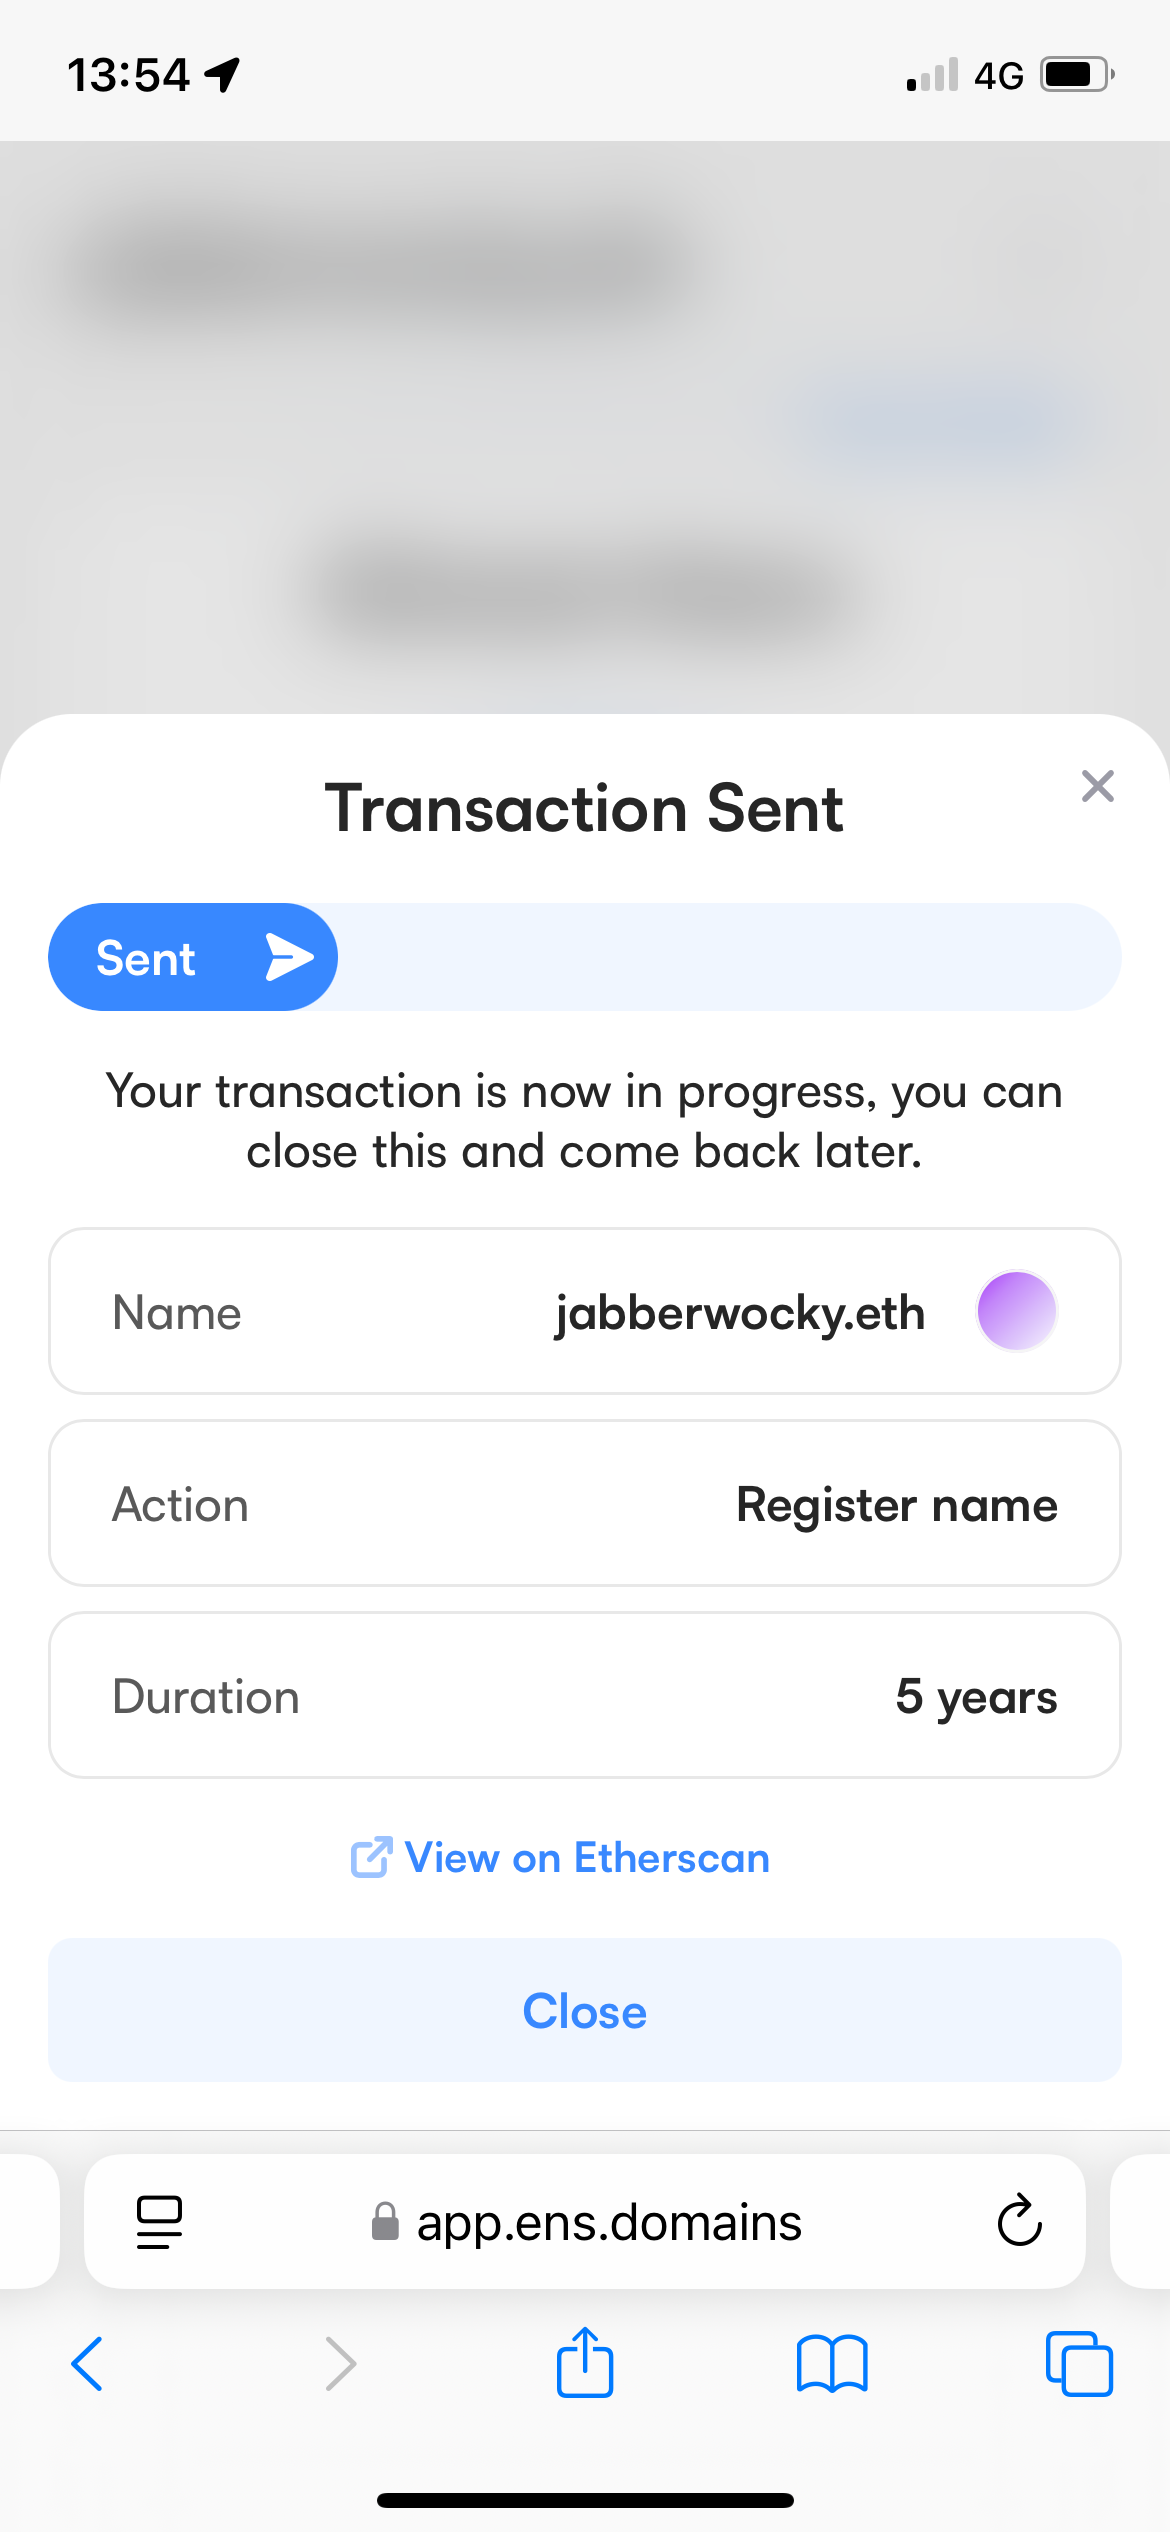 13:54
4G
Transaction Sent
Sent
Your transaction is now in progress, you can
close this and come back later.
Name jabberwocky.eth
Action Register name
Duration 5 years
View on Etherscan
Close
app.ens.domains